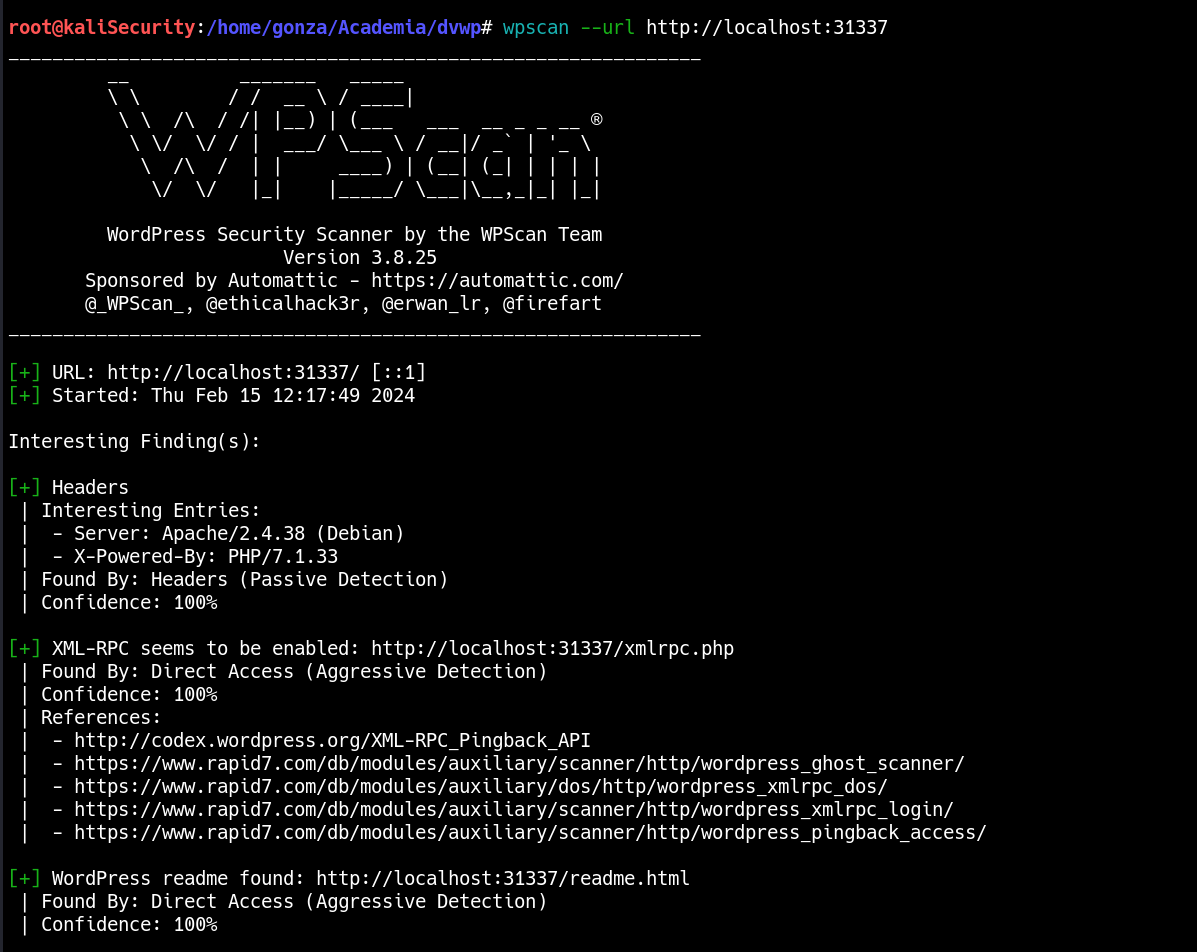 root@kaliSecurity:/home/gonza/Academia/dvwp# wpscan --url http://localhost:31337
_______________________________________________________________
         __          _______   _____
         \ \        / /  __ \ / ____|
          \ \  /\  / /| |__) | (___   ___  __ _ _ __ ®
           \ \/  \/ / |  ___/ \___ \ / __|/ _` | '_ \
            \  /\  /  | |     ____) | (__| (_| | | | |
             \/  \/   |_|    |_____/ \___|\__,_|_| |_|
         WordPress Security Scanner by the WPScan Team
                         Version 3.8.25
       Sponsored by Automattic - https://automattic.com/
       @_WPScan_, @ethicalhack3r, @erwan_lr, @firefart
_______________________________________________________________
[+] URL: http://localhost:31337/ [::1]
[+] Started: Thu Feb 15 12:17:49 2024
Interesting Finding(s):
[+] Headers
 | Interesting Entries:
 |  - Server: Apache/2.4.38 (Debian)
 |  - X-Powered-By: PHP/7.1.33
 | Found By: Headers (Passive Detection)
 | Confidence: 100%
[+] XML-RPC seems to be enabled: http://localhost:31337/xmlrpc.php
 | Found By: Direct Access (Aggressive Detection)
 | Confidence: 100%
 | References:
 |  - http://codex.wordpress.org/XML-RPC_Pingback_API
 |  - https://www.rapid7.com/db/modules/auxiliary/scanner/http/wordpress_ghost_scanner/
 |  - https://www.rapid7.com/db/modules/auxiliary/dos/http/wordpress_xmlrpc_dos/
 |  - https://www.rapid7.com/db/modules/auxiliary/scanner/http/wordpress_xmlrpc_login/
 |  - https://www.rapid7.com/db/modules/auxiliary/scanner/http/wordpress_pingback_access/
[+] WordPress readme found: http://localhost:31337/readme.html
 | Found By: Direct Access (Aggressive Detection)
 | Confidence: 100%